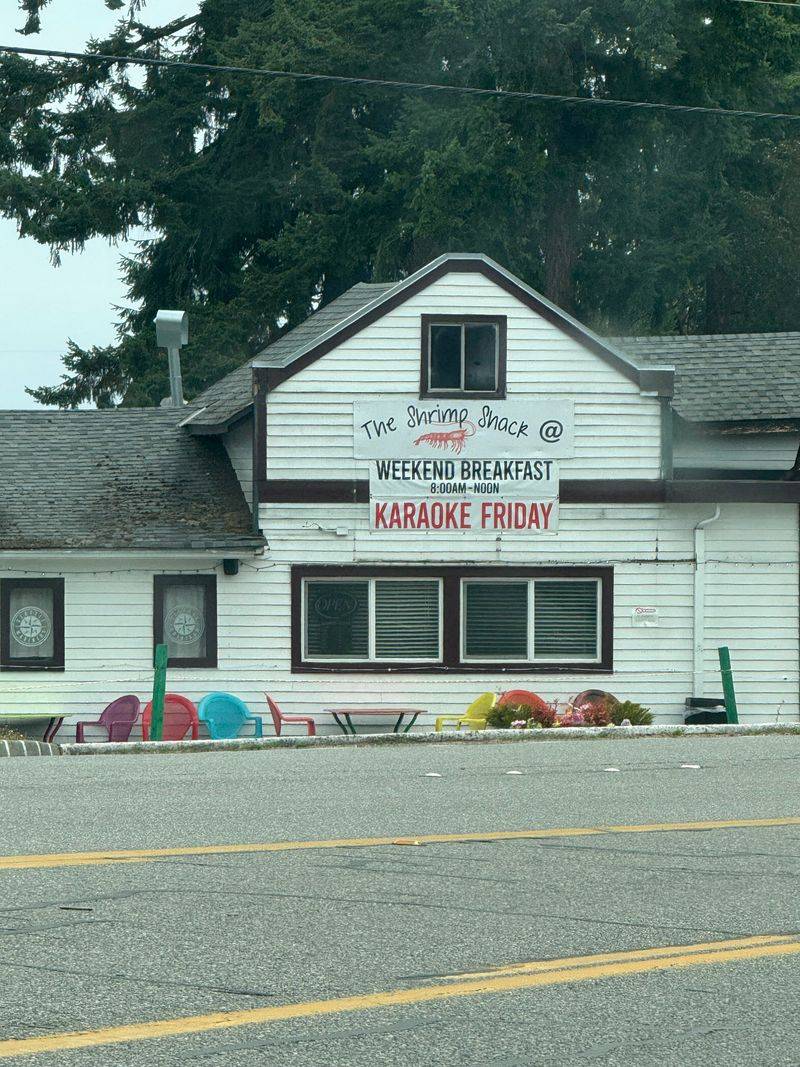 The Shrimp Shack @
WEEKEND BREAKFAST
8:00AM-NOON
KARAOKE FRIDAY
OPEN